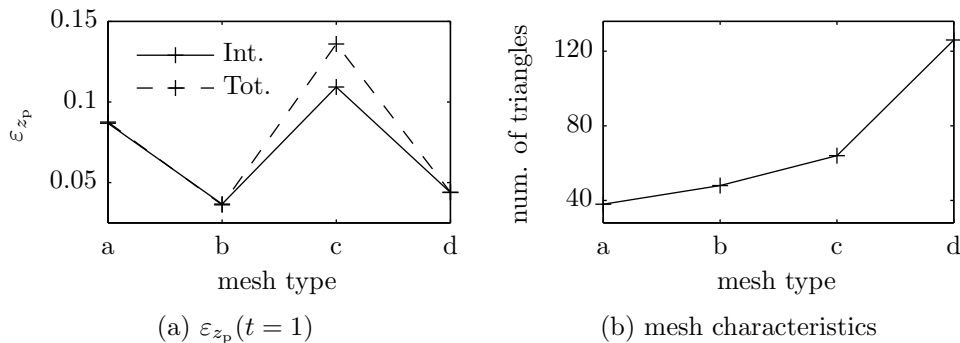 0.15
0.1
0.05
ε_{z_p}
Int.
Tot.
a b c d
mesh type
(a) ε_{z_p}(t = 1)
120
80
40
num. of triangles
a b c d
mesh type
(b) mesh characteristics